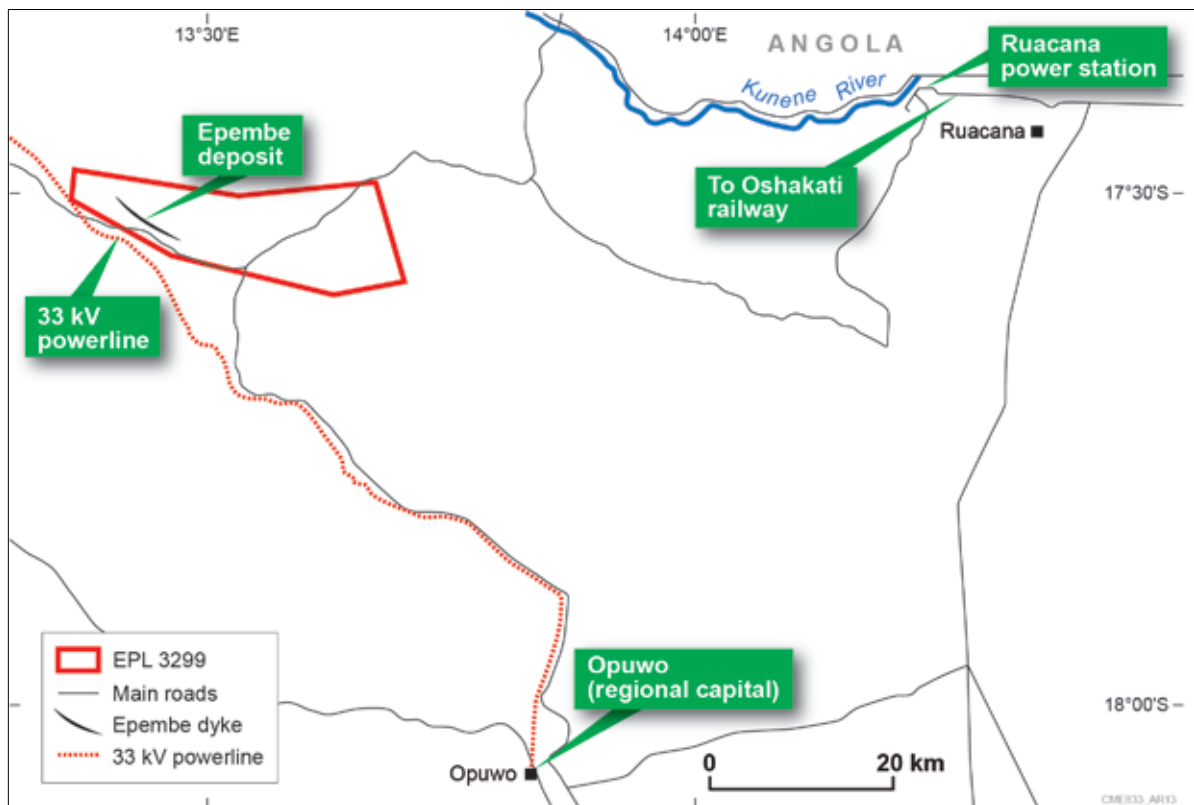 13°30'E
14°00'E
ANGOLA
Ruacana
power station
Kunene River
Epembe
deposit
Ruacana
To Oshakati
railway
17°30'S
33 kV
powerline
EPL 3299
Main roads
Epembe dyke
33 kV powerline
Opuwo
(regional capital)
18°00'S
0
20 km
Opuwo
CME833_AR13